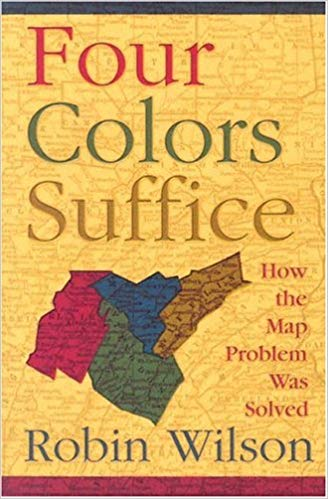 Four
Colors
Suffice
How
the
Map
Problem
Was
Solved
Robin Wilson